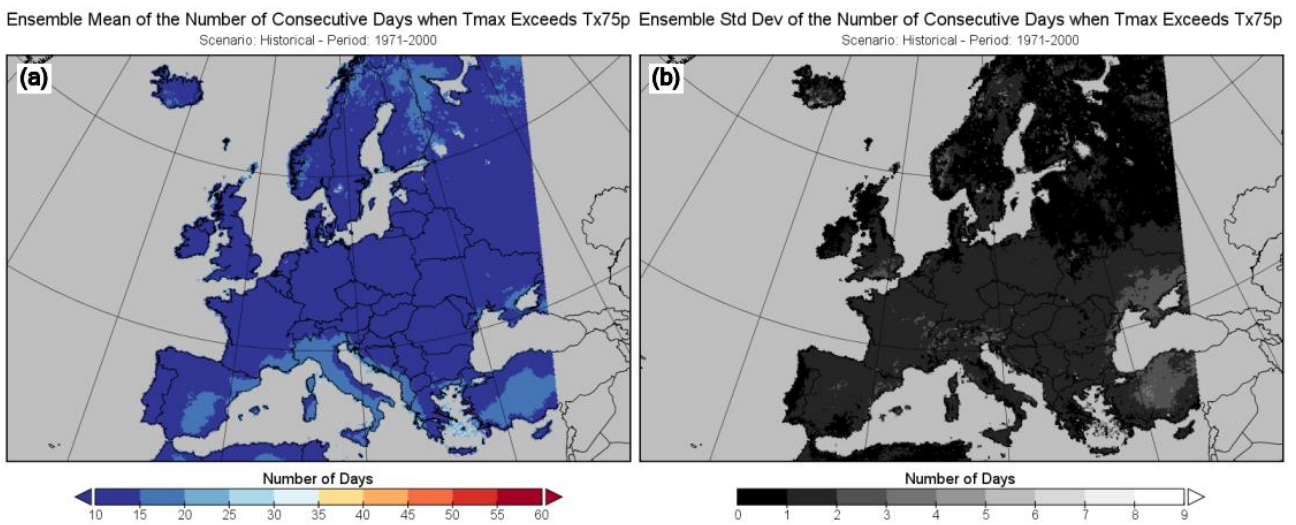 Ensemble Mean of the Number of Consecutive Days when Tmax Exceeds Tx75p
Scenario: Historical - Period: 1971-2000
(a)
Number of Days
10 15 20 25 30 35 40 45 50 55 60
Ensemble Std Dev of the Number of Consecutive Days when Tmax Exceeds Tx75p
Scenario: Historical - Period: 1971-2000
(b)
Number of Days
0 1 2 3 4 5 6 7 8 9